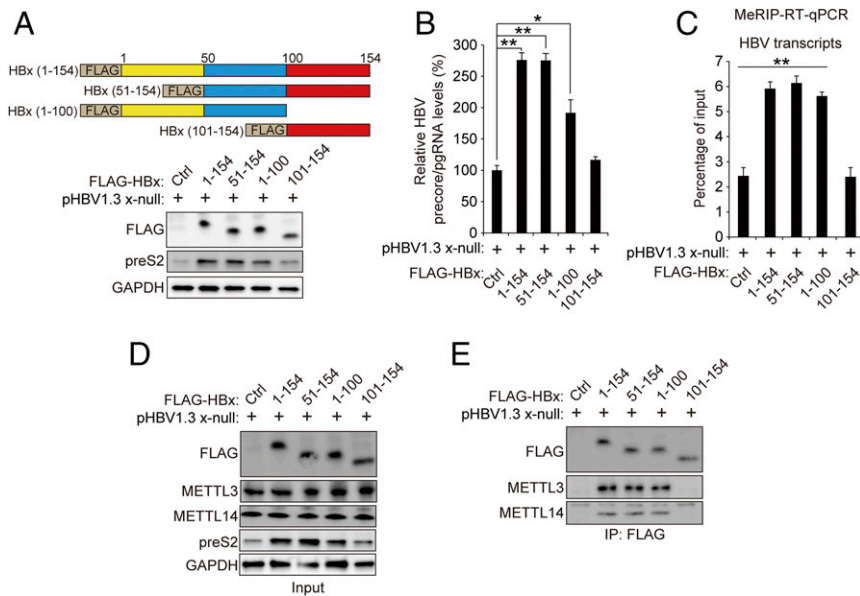 A
1 50 100 154
HBx (1-154) FLAG
HBx (51-154) FLAG
HBx (1-100) FLAG
HBx (101-154) FLAG
FLAG-HBx: Ctrl 1-154 51-154 1-100 101-154
pHBV1.3 x-null: + + + + +
FLAG
preS2
GAPDH
B
Relative HBV
precore/pgRNA levels (%)
300
250
200
150
100
50
0
**
**
*
pHBV1.3 x-null: + + + + +
FLAG-HBx: Ctrl 1-154 51-154 1-100 101-154
C
MeRIP-RT-qPCR
HBV transcripts
Percentage of input
7
6
5
4
3
2
1
0
**
pHBV1.3 x-null: + + + + +
FLAG-HBx: Ctrl 1-154 51-154 1-100 101-154
D
FLAG-HBx: Ctrl 1-154 51-154 1-100 101-154
pHBV1.3 x-null: + + + + +
FLAG
METTL3
METTL14
preS2
GAPDH
Input
E
FLAG-HBx: Ctrl 1-154 51-154 1-100 101-154
pHBV1.3 x-null: + + + + +
FLAG
METTL3
METTL14
IP: FLAG